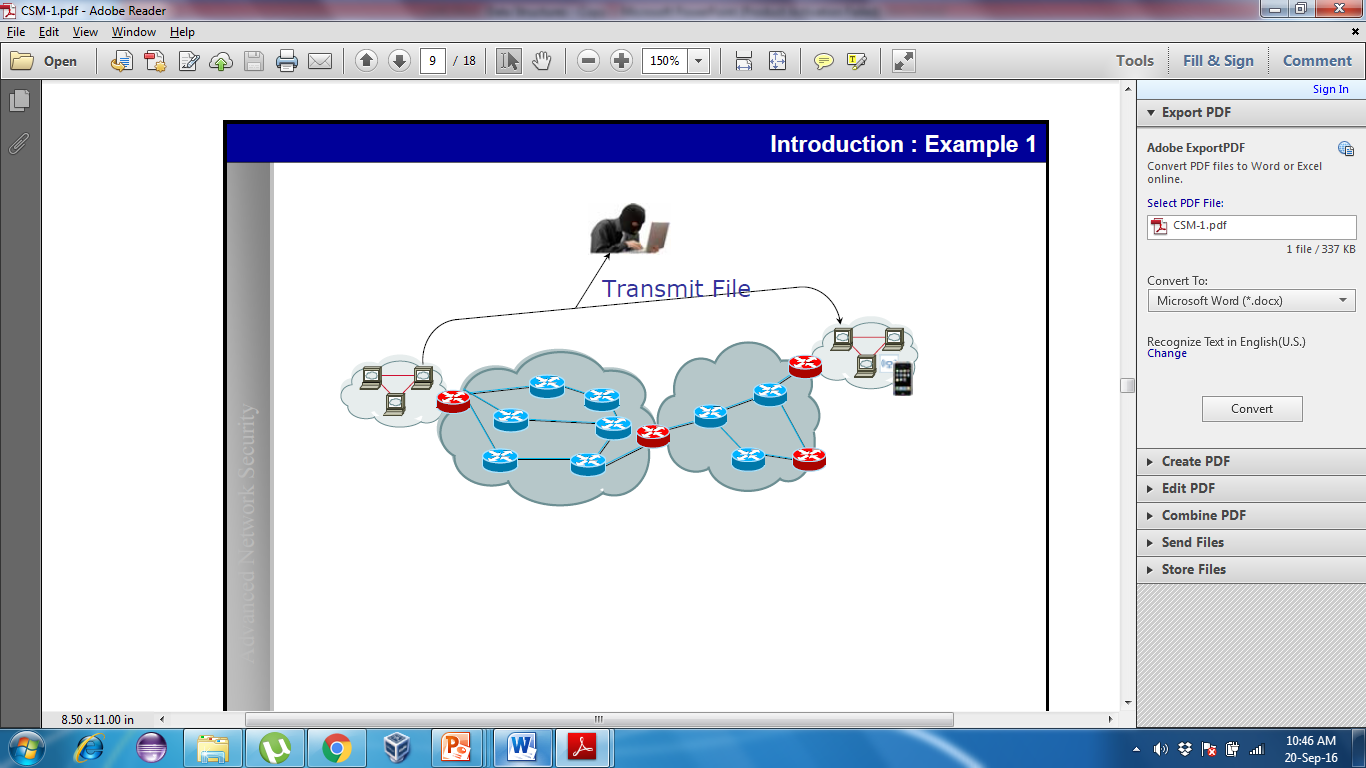 CSM-1.pdf - Adobe Reader
File Edit View Window Help
Open
9 / 18
150%
Tools
Fill & Sign
Comment
Sign In
Export PDF
Adobe ExportPDF
Convert PDF files to Word or Excel
online.
Select PDF File:
CSM-1.pdf
1 file / 337 KB
Convert To:
Microsoft Word (*.docx)
Recognize Text in English(U.S.)
Change
Convert
Create PDF
Edit PDF
Combine PDF
Send Files
Store Files
Introduction : Example 1
Transmit File
Advanced Network Security
8.50 x 11.00 in
10:46 AM
20-Sep-16